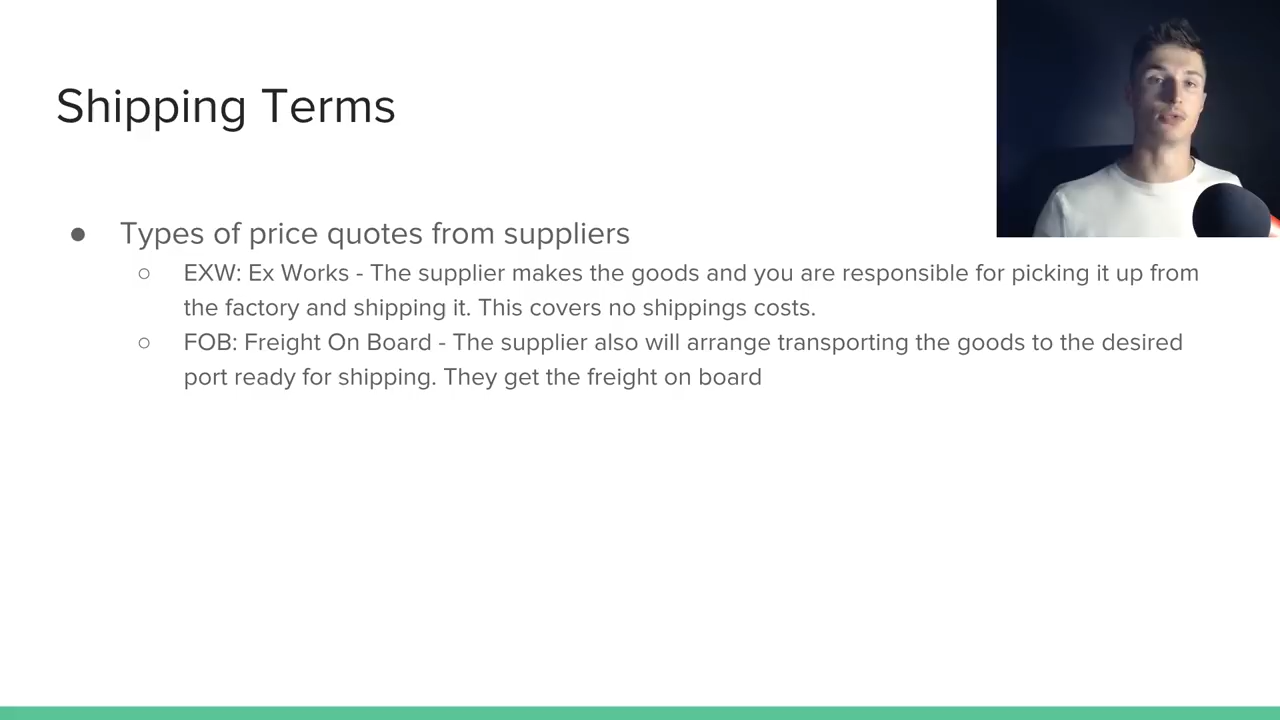 Shipping Terms
● Types of price quotes from suppliers
○ EXW: Ex Works - The supplier makes the goods and you are responsible for picking it up from
the factory and shipping it. This covers no shippings costs.
○ FOB: Freight On Board - The supplier also will arrange transporting the goods to the desired
port ready for shipping. They get the freight on board